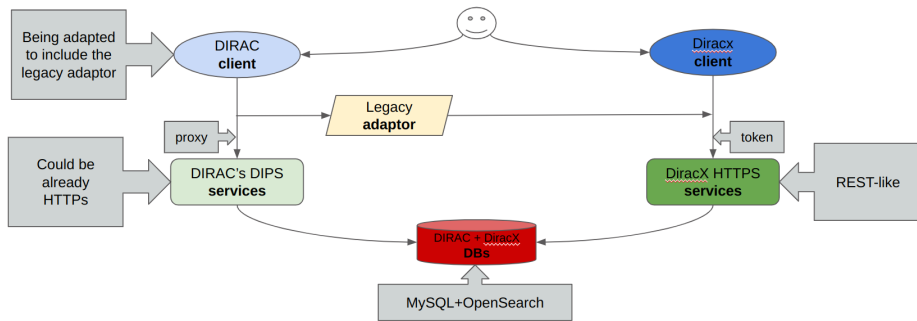 Being adapted
to include the
legacy adaptor
DIRAC
client
Diracx
client
Legacy
adaptor
proxy
token
Could be
already
HTTPs
DIRAC's DIPS
services
DiracX HTTPS
services
REST-like
DIRAC + DiracX
DBs
MySQL+OpenSearch